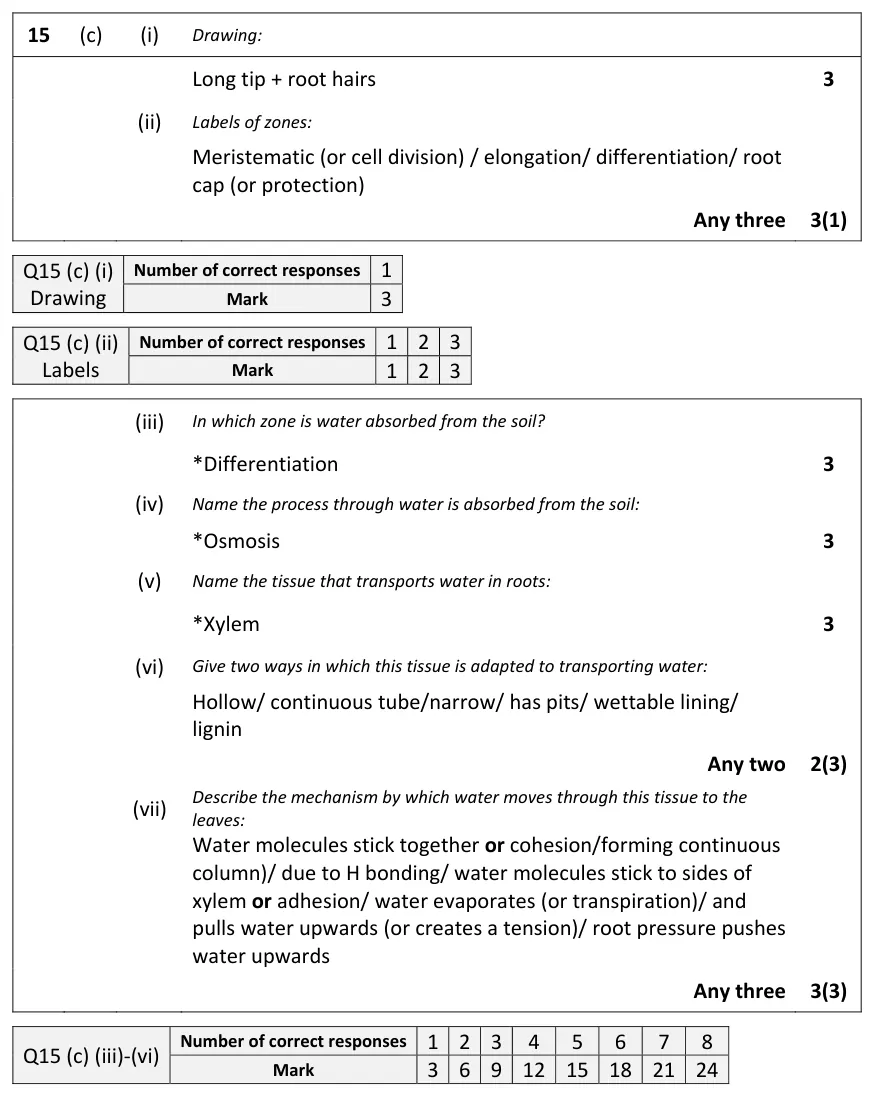 15 (c) (i) Drawing:
Long tip + root hairs 3
(ii) Labels of zones:
Meristematic (or cell division) / elongation/ differentiation/ root
cap (or protection)
Any three 3(1)
Q15 (c) (i) Number of correct responses 1
Drawing Mark 3
Q15 (c) (ii) Number of correct responses 1 2 3
Labels Mark 1 2 3
(iii) In which zone is water absorbed from the soil?
*Differentiation 3
(iv) Name the process through water is absorbed from the soil:
*Osmosis 3
(v) Name the tissue that transports water in roots:
*Xylem 3
(vi) Give two ways in which this tissue is adapted to transporting water:
Hollow/ continuous tube/narrow/ has pits/ wettable lining/
lignin
Any two 2(3)
(vii) Describe the mechanism by which water moves through this tissue to the
leaves:
Water molecules stick together or cohesion/forming continuous
column)/ due to H bonding/ water molecules stick to sides of
xylem or adhesion/ water evaporates (or transpiration)/ and
pulls water upwards (or creates a tension)/ root pressure pushes
water upwards
Any three 3(3)
Q15 (c) (iii)-(vi) Number of correct responses 1 2 3 4 5 6 7 8
Mark 3 6 9 12 15 18 21 24